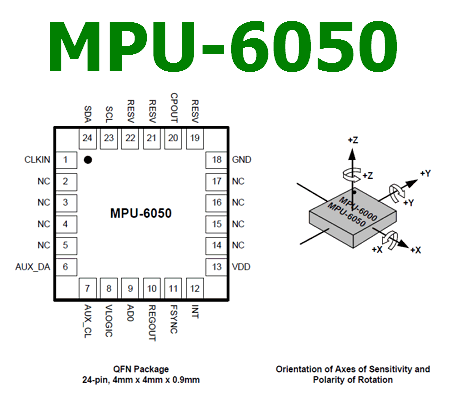 MPU-6050
SDA SCL RESV RESV CPOUT RESV
24 23 22 21 20 19
CLKIN 1 18 GND
NC 2 17 NC
NC 3 16 NC
MPU-6050
NC 4 15 NC
NC 5 14 NC
AUX_DA 6 13 VDD
7 8 9 10 11 12
AUX_CL VLOGIC AD0 REGOUT FSYNC INT
+Z
+Z
+Y
+Y
MPU-6000
MPU-6050
+X
+X
QFN Package
24-pin, 4mm x 4mm x 0.9mm
Orientation of Axes of Sensitivity and
Polarity of Rotation